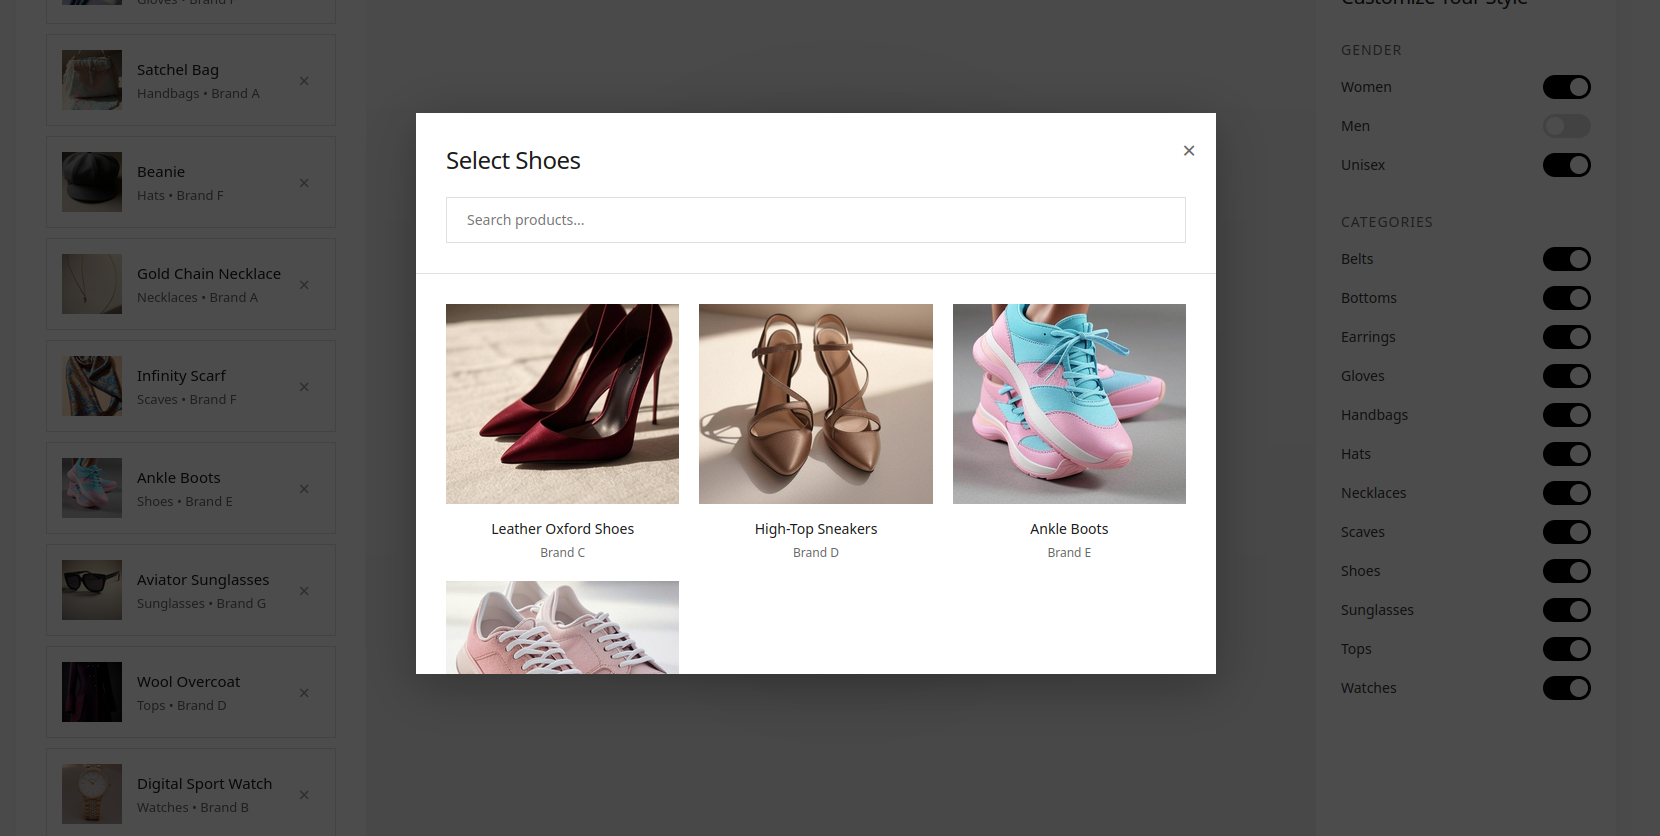 Gloves • Brand F
Satchel Bag
Handbags • Brand A
×
Beanie
Hats • Brand F
×
Gold Chain Necklace
Necklaces • Brand A
×
Infinity Scarf
Scaves • Brand F
×
Ankle Boots
Shoes • Brand E
×
Aviator Sunglasses
Sunglasses • Brand G
×
Wool Overcoat
Tops • Brand D
×
Digital Sport Watch
Watches • Brand B
×
Select Shoes
×
Search products...
Leather Oxford Shoes
Brand C
High-Top Sneakers
Brand D
Ankle Boots
Brand E
Customize Your Style
GENDER
Women
Men
Unisex
CATEGORIES
Belts
Bottoms
Earrings
Gloves
Handbags
Hats
Necklaces
Scaves
Shoes
Sunglasses
Tops
Watches